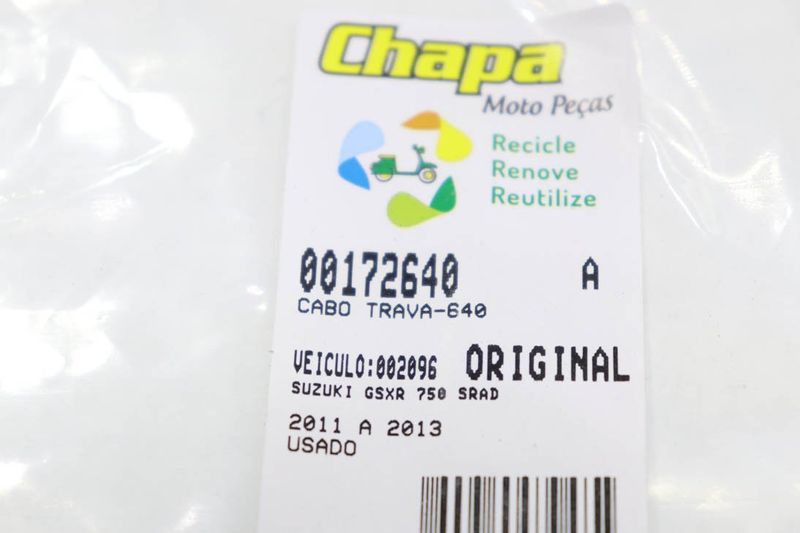 Chapa
Moto Peças
Recicle
Renove
Reutilize
00172640 A
CABO TRAVA-640
VEICULO:002096 ORIGINAL
SUZUKI GSXR 750 SRAD
2011 A 2013
USADO